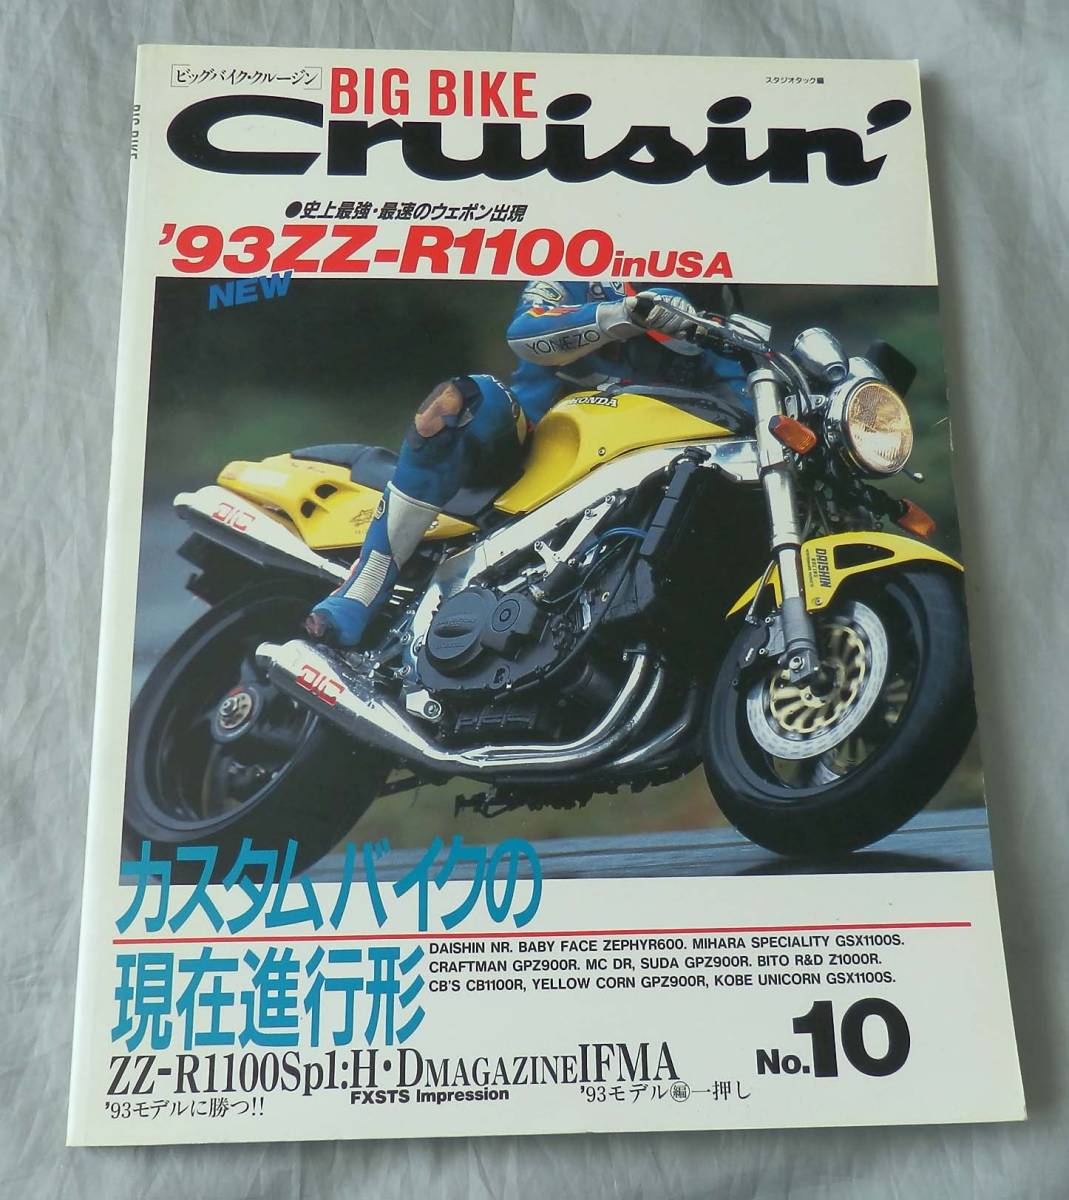 [ビッグバイク・クルージン]
BIG BIKE
スタジオタック編
Cruisin'
BIG BIKE
●史上最強・最速のウェポン出現
'93ZZ-R1100inUSA
NEW
YONEZO
HONDA
DAISHIN
カスタムバイクの
現在進行形
DAISHIN NR. BABY FACE ZEPHYR600. MIHARA SPECIALITY GSX1100S.
CRAFTMAN GPZ900R. MC DR, SUDA GPZ900R. BITO R&D Z1000R.
CB'S CB1100R, YELLOW CORN GPZ900R, KOBE UNICORN GSX1100S.
No.10
ZZ-R1100Spl:H・DMAGAZINEIFMA
'93モデルに勝つ!!
FXSTS Impression
'93モデル㊙一押し